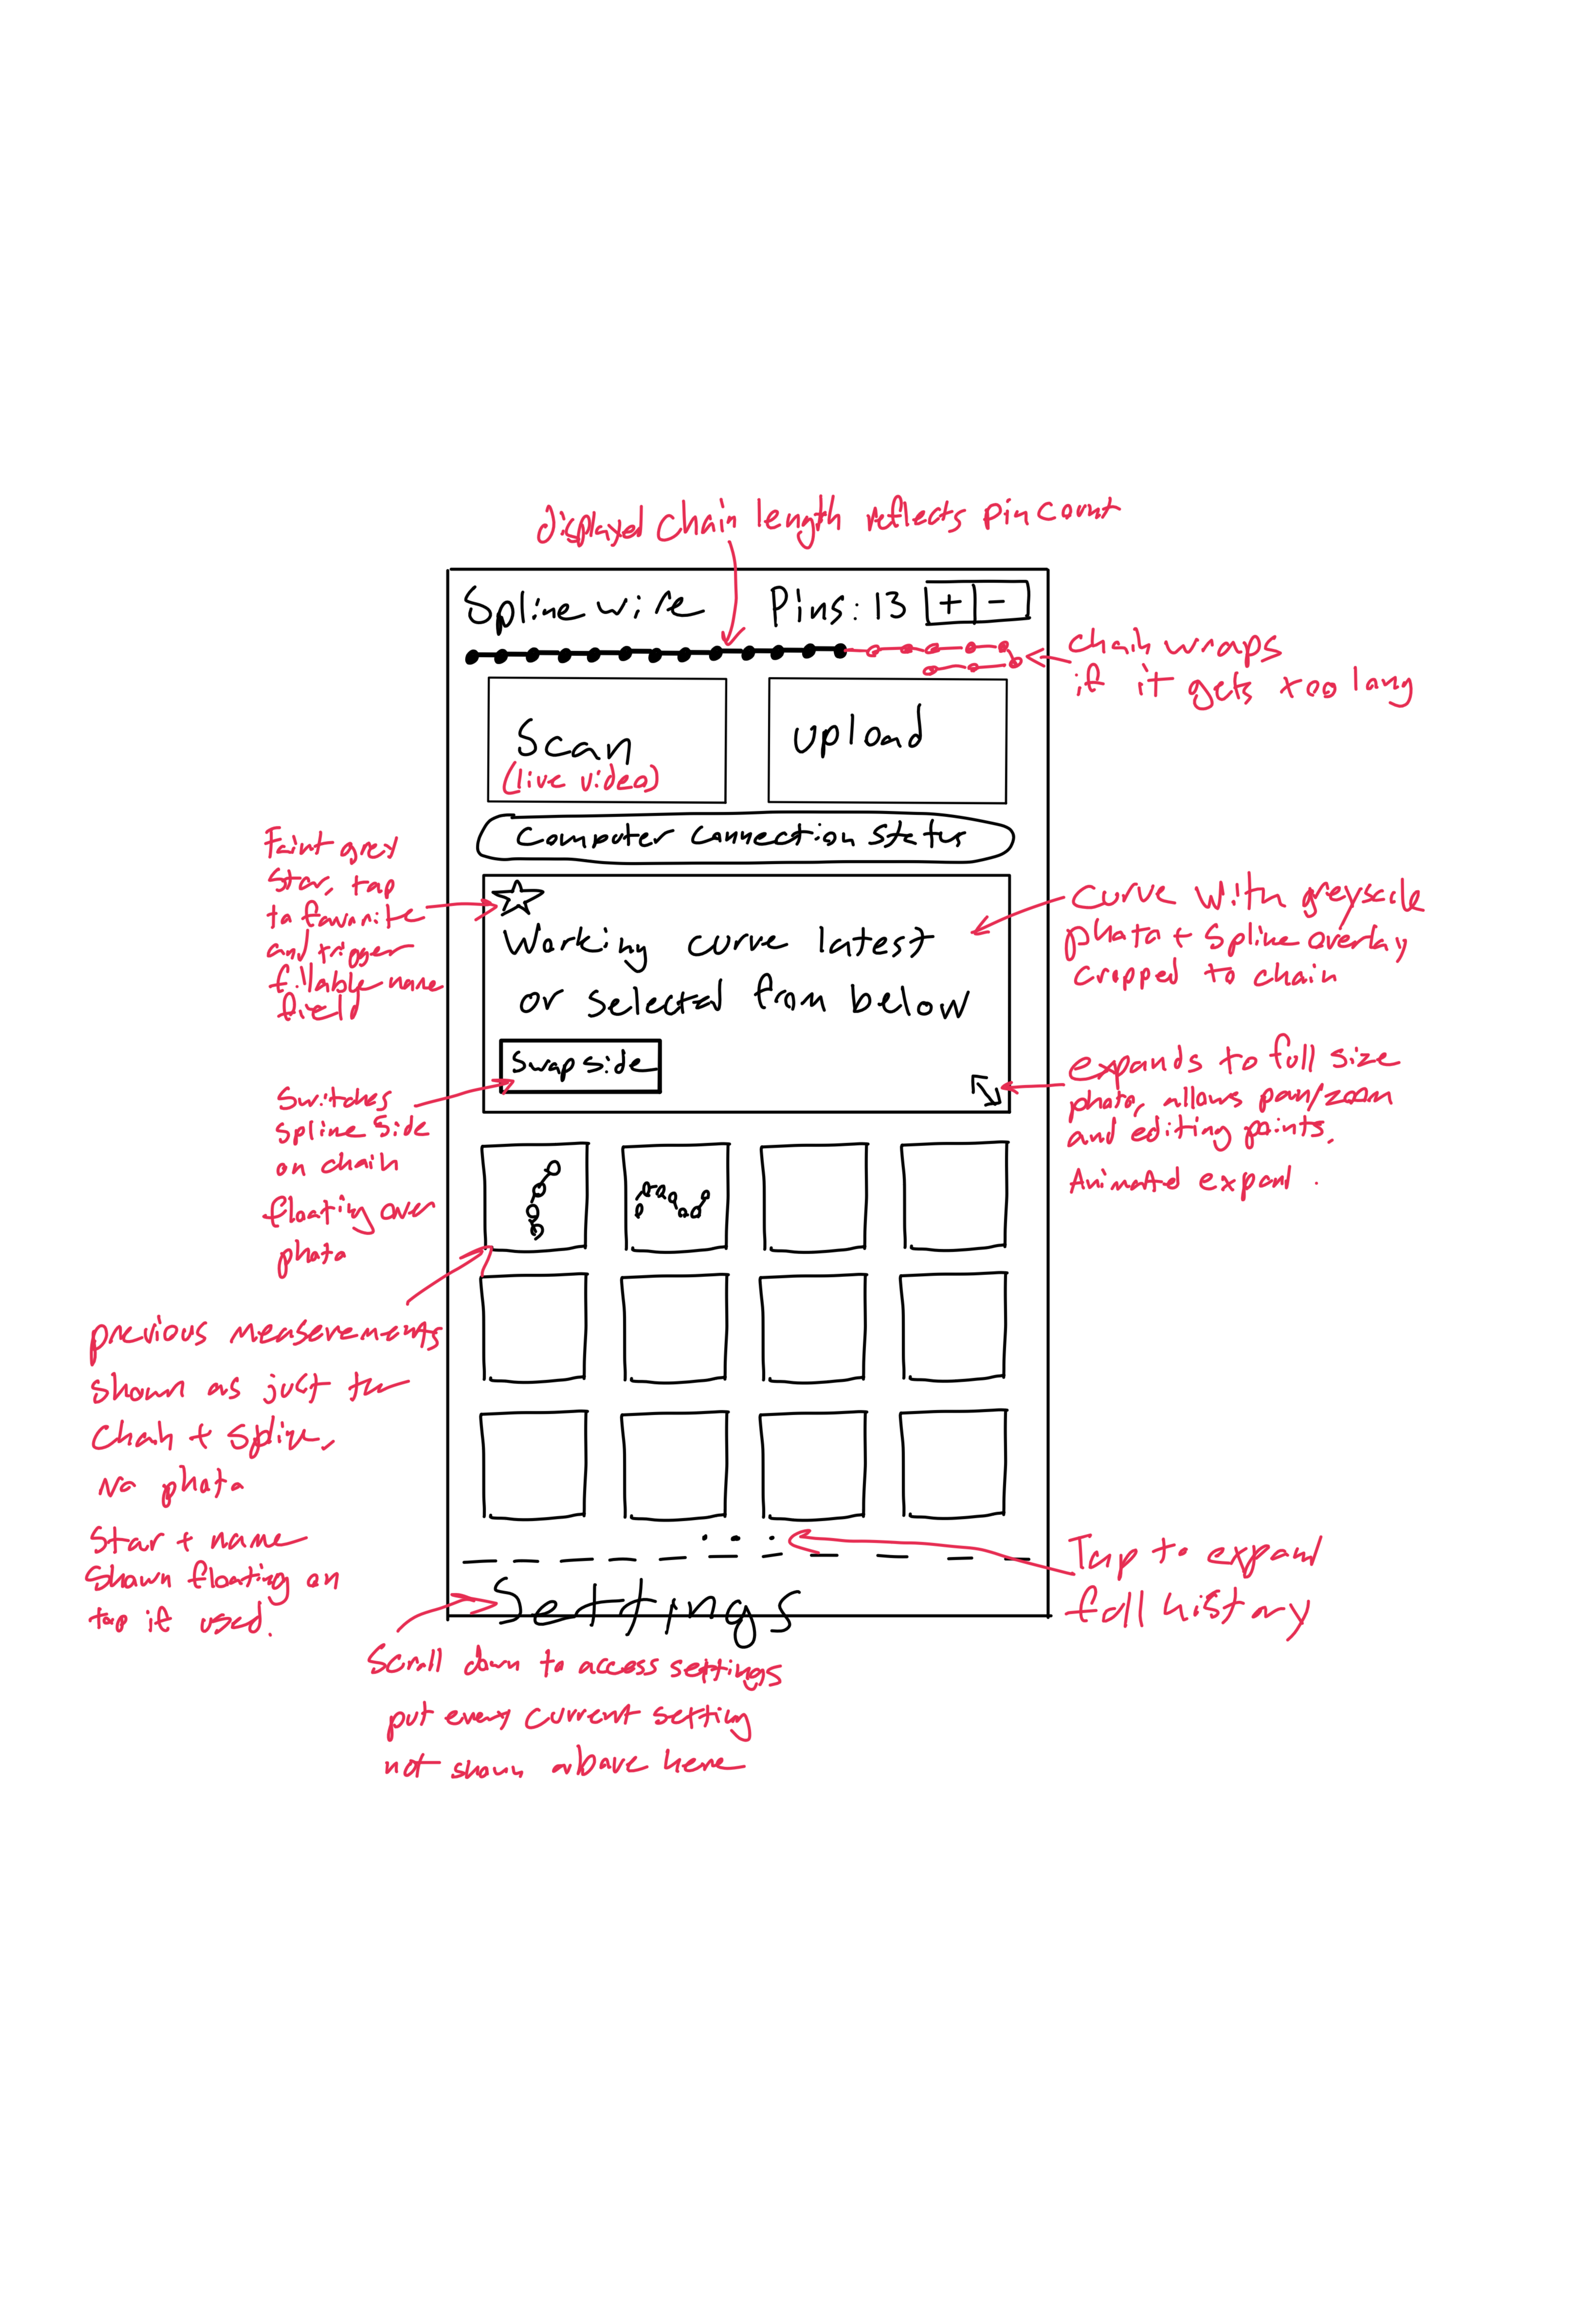 Displayed chain length reflects pin count
Spline wire Pins: 13 + -
chain wraps
if it gets too long
Scan
(live video)
upload
Computer connection status
Faint grey
star, tap
to favorite
and trigger
fillable name
field
Working curve latest
or selected from below
Curve with greyscale
photo + spline overlay,
cropped to chain
Swap side
Switches
spline side
on chain
floating over
photo
expands to full size
photo, allows pan/zoom
and editing points.
Animated expand.
previous measurements
shown as just the
chain + spline,
no photo
Star + name
shown floating on
top if used.
...
Tap to expand
full history
Settings
Scroll down to access settings
put every current setting
not shown above here